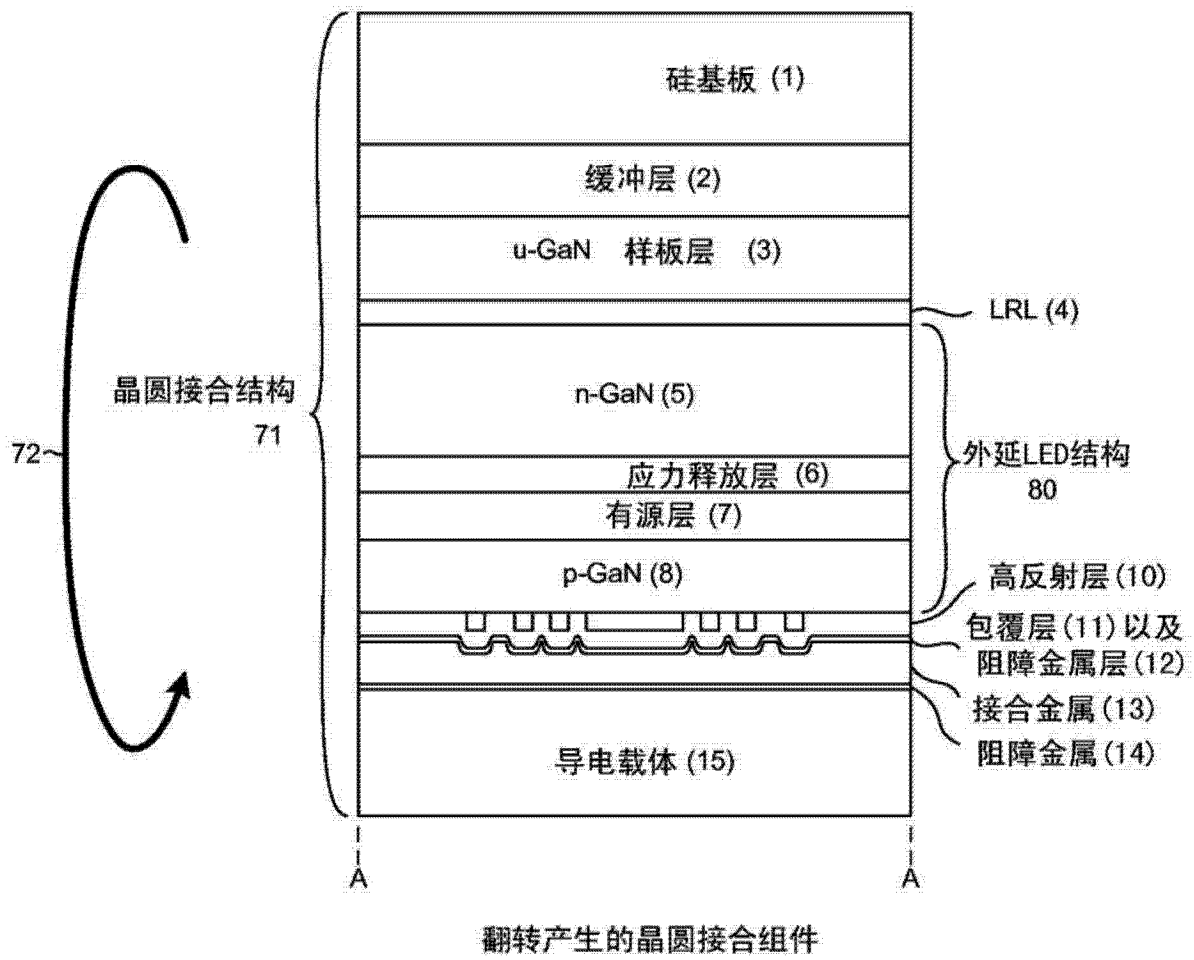 硅基板 (1)
缓冲层 (2)
u-GaN 样板层 (3)
LRL (4)
n-GaN (5)
晶圆接合结构
71
72
外延LED结构
80
应力释放层 (6)
有源层 (7)
p-GaN (8)
高反射层 (10)
包覆层 (11) 以及
阻障金属层 (12)
接合金属 (13)
阻障金属 (14)
导电载体 (15)
A
A
翻转产生的晶圆接合组件